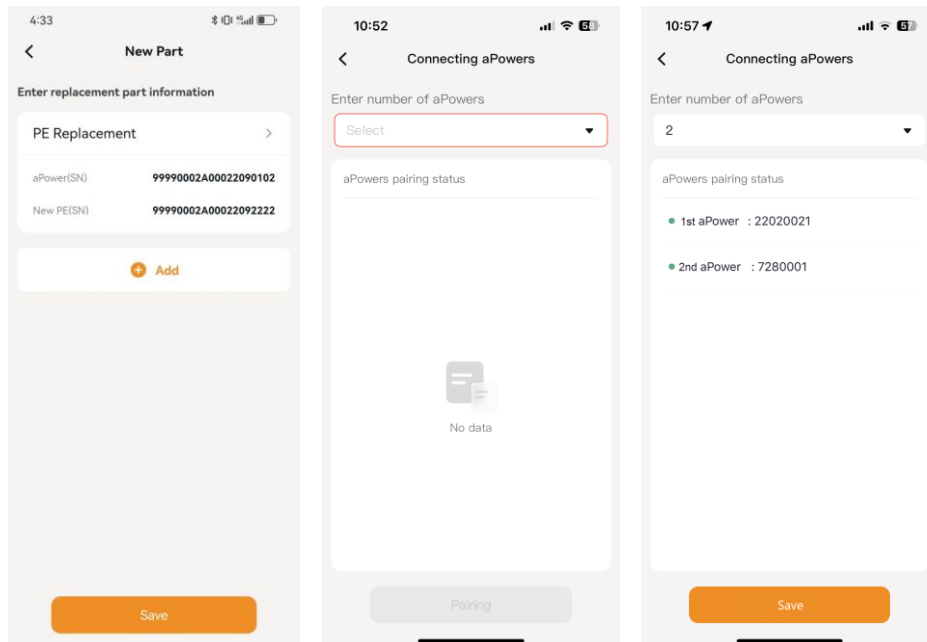 4:33
New Part
Enter replacement part information
PE Replacement
aPower(SN) 99990002A00022090102
New PE(SN) 99990002A00022092222
Add
Save
10:52
Connecting aPowers
Enter number of aPowers
Select
aPowers pairing status
No data
Pairing
10:57
Connecting aPowers
Enter number of aPowers
2
aPowers pairing status
1st aPower : 22020021
2nd aPower : 7280001
Save